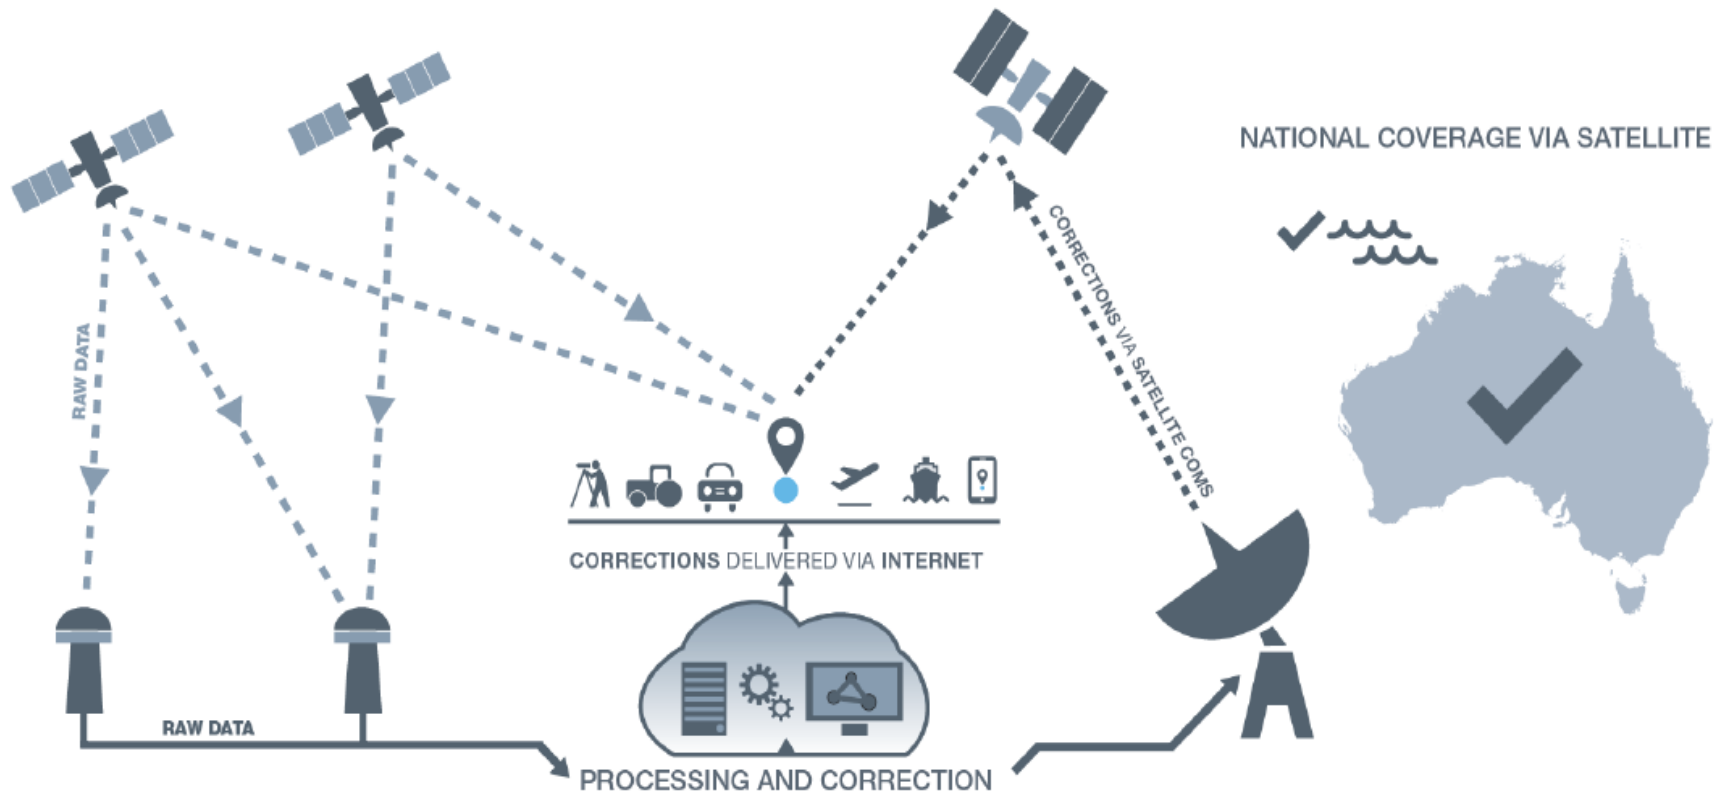 NATIONAL COVERAGE VIA SATELLITE
RAW DATA
CORRECTIONS VIA SATELLITE COMS
CORRECTIONS DELIVERED VIA INTERNET
RAW DATA
PROCESSING AND CORRECTION